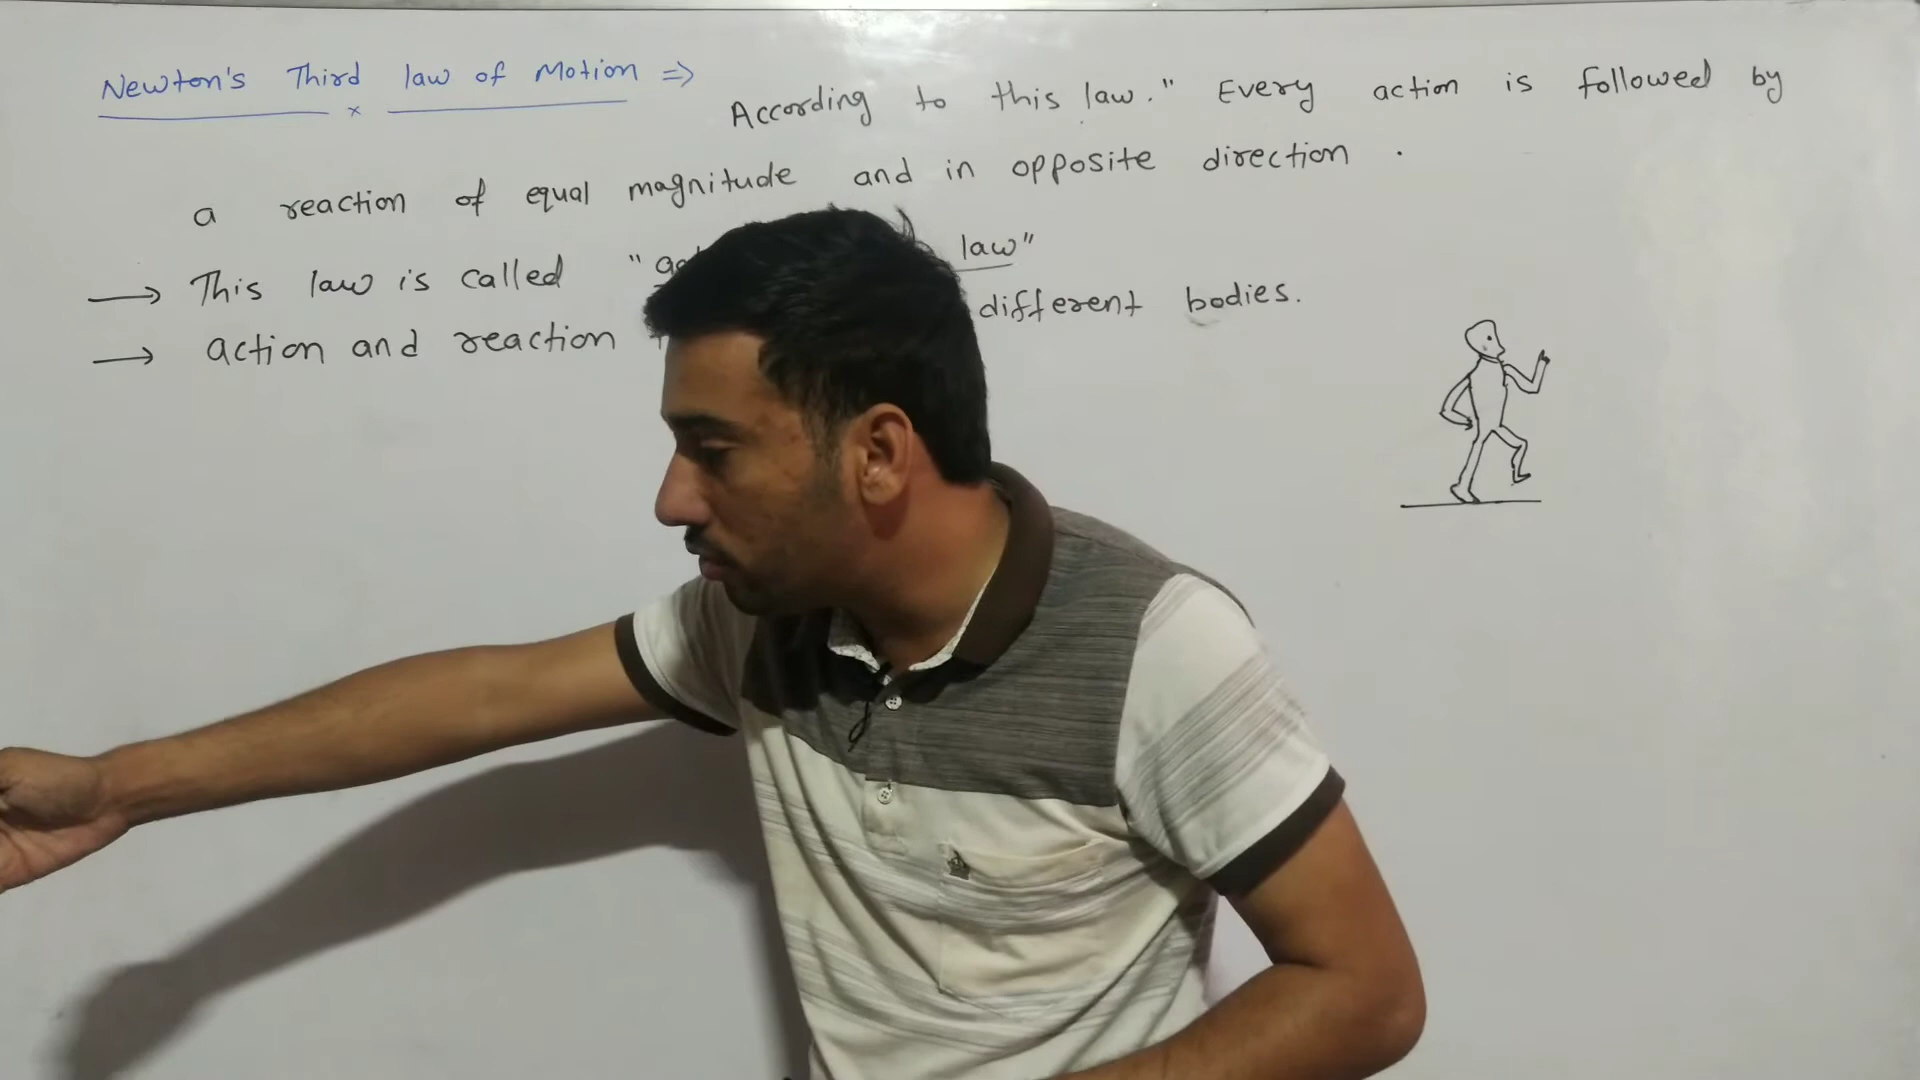 Newton's Third law of Motion ⇒ According to this law. " Every action is followed by
a reaction of equal magnitude and in opposite direction .
→ This law is called " law"
→ action and reaction different bodies.